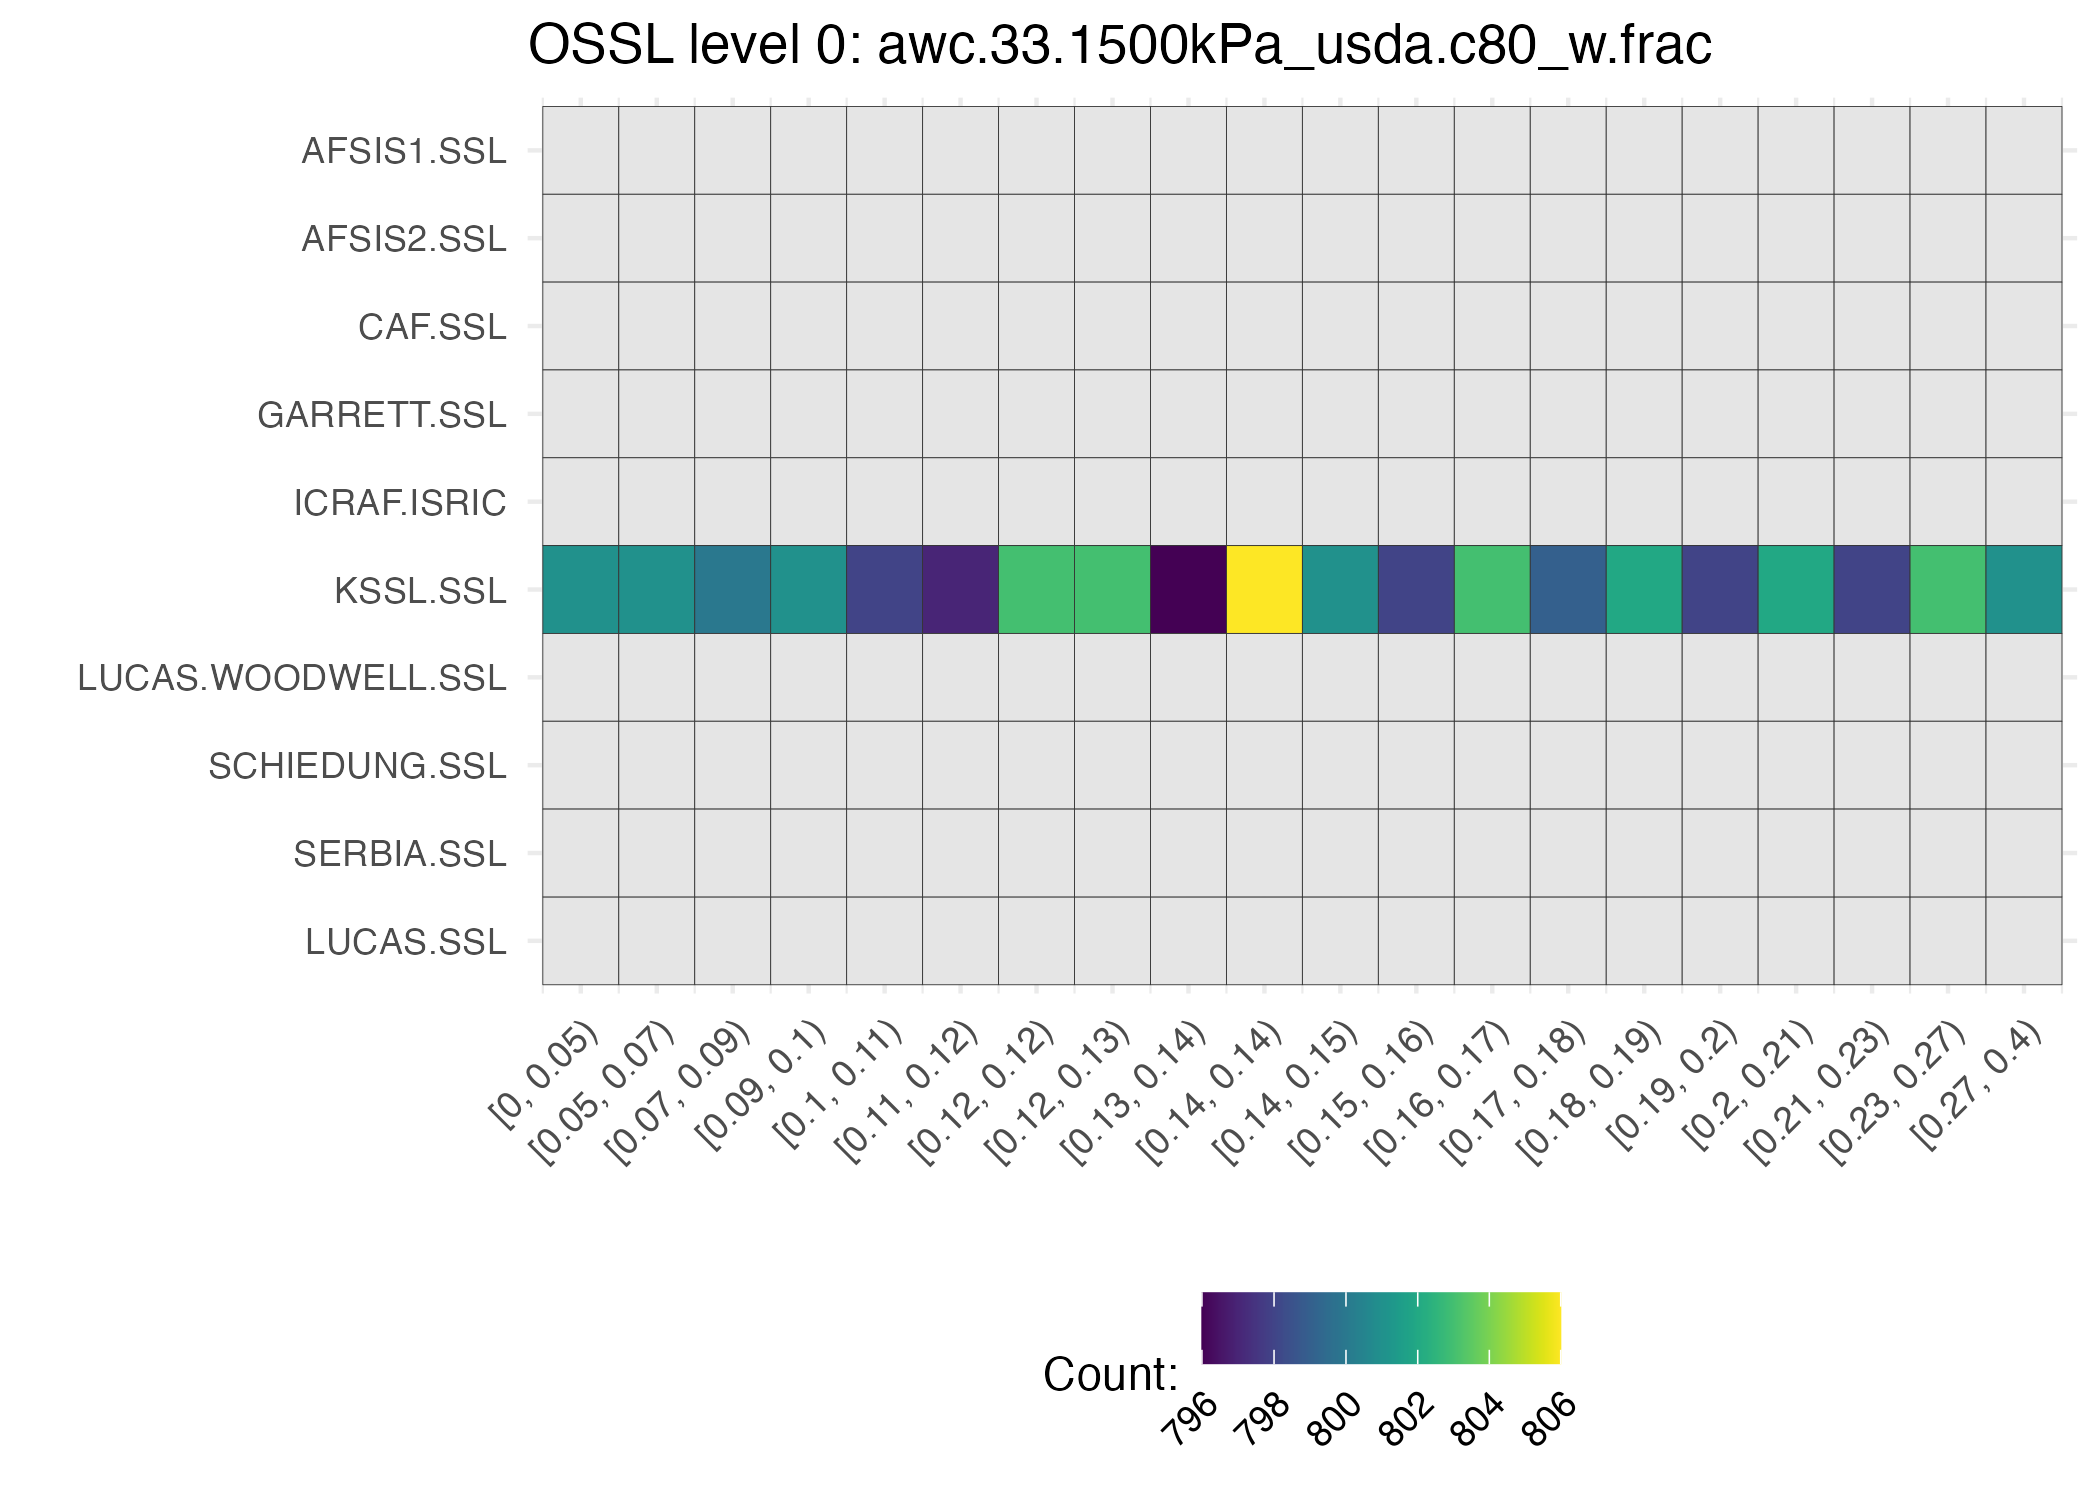 OSSL level 0: awc.33.1500kPa_usda.c80_w.frac
AFSIS1.SSL
AFSIS2.SSL
CAF.SSL
GARRETT.SSL
ICRAF.ISRIC
KSSL.SSL
LUCAS.WOODWELL.SSL
SCHIEDUNG.SSL
SERBIA.SSL
LUCAS.SSL
[0, 0.05)
[0.05, 0.07)
[0.07, 0.09)
[0.09, 0.1)
[0.1, 0.11)
[0.11, 0.12)
[0.12, 0.12)
[0.12, 0.13)
[0.13, 0.14)
[0.14, 0.14)
[0.14, 0.15)
[0.15, 0.16)
[0.16, 0.17)
[0.17, 0.18)
[0.18, 0.19)
[0.19, 0.2)
[0.2, 0.21)
[0.21, 0.23)
[0.23, 0.27)
[0.27, 0.4)
Count:
796
798
800
802
804
806